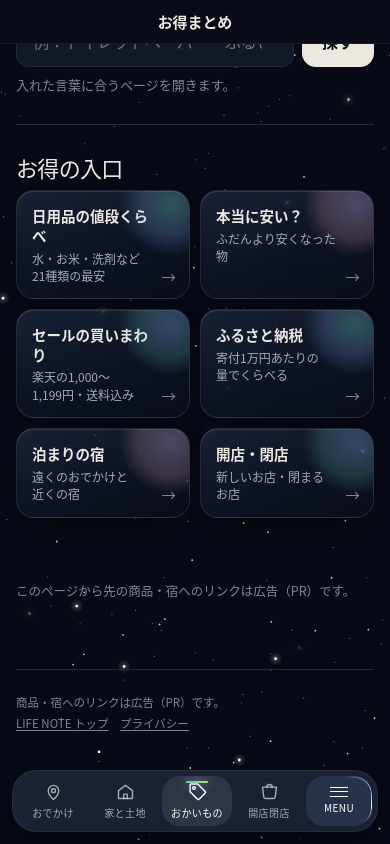 お得まとめ
探す
入れた言葉に合うページを開きます。
お得の入口
日用品の値段くら
べ
水・お米・洗剤など
21種類の最安
→
本当に安い？
ふだんより安くなった
物
→
セールの買いまわ
り
楽天の1,000〜
1,199円・送料込み
→
ふるさと納税
寄付1万円あたりの
量でくらべる
→
泊まりの宿
遠くのおでかけと
近くの宿
→
開店・閉店
新しいお店・閉まる
お店
→
このページから先の商品・宿へのリンクは広告（PR）です。
商品・宿へのリンクは広告（PR）です。
LIFE NOTE トップ プライバシー
おでかけ 家と土地 おかいもの 開店閉店 MENU